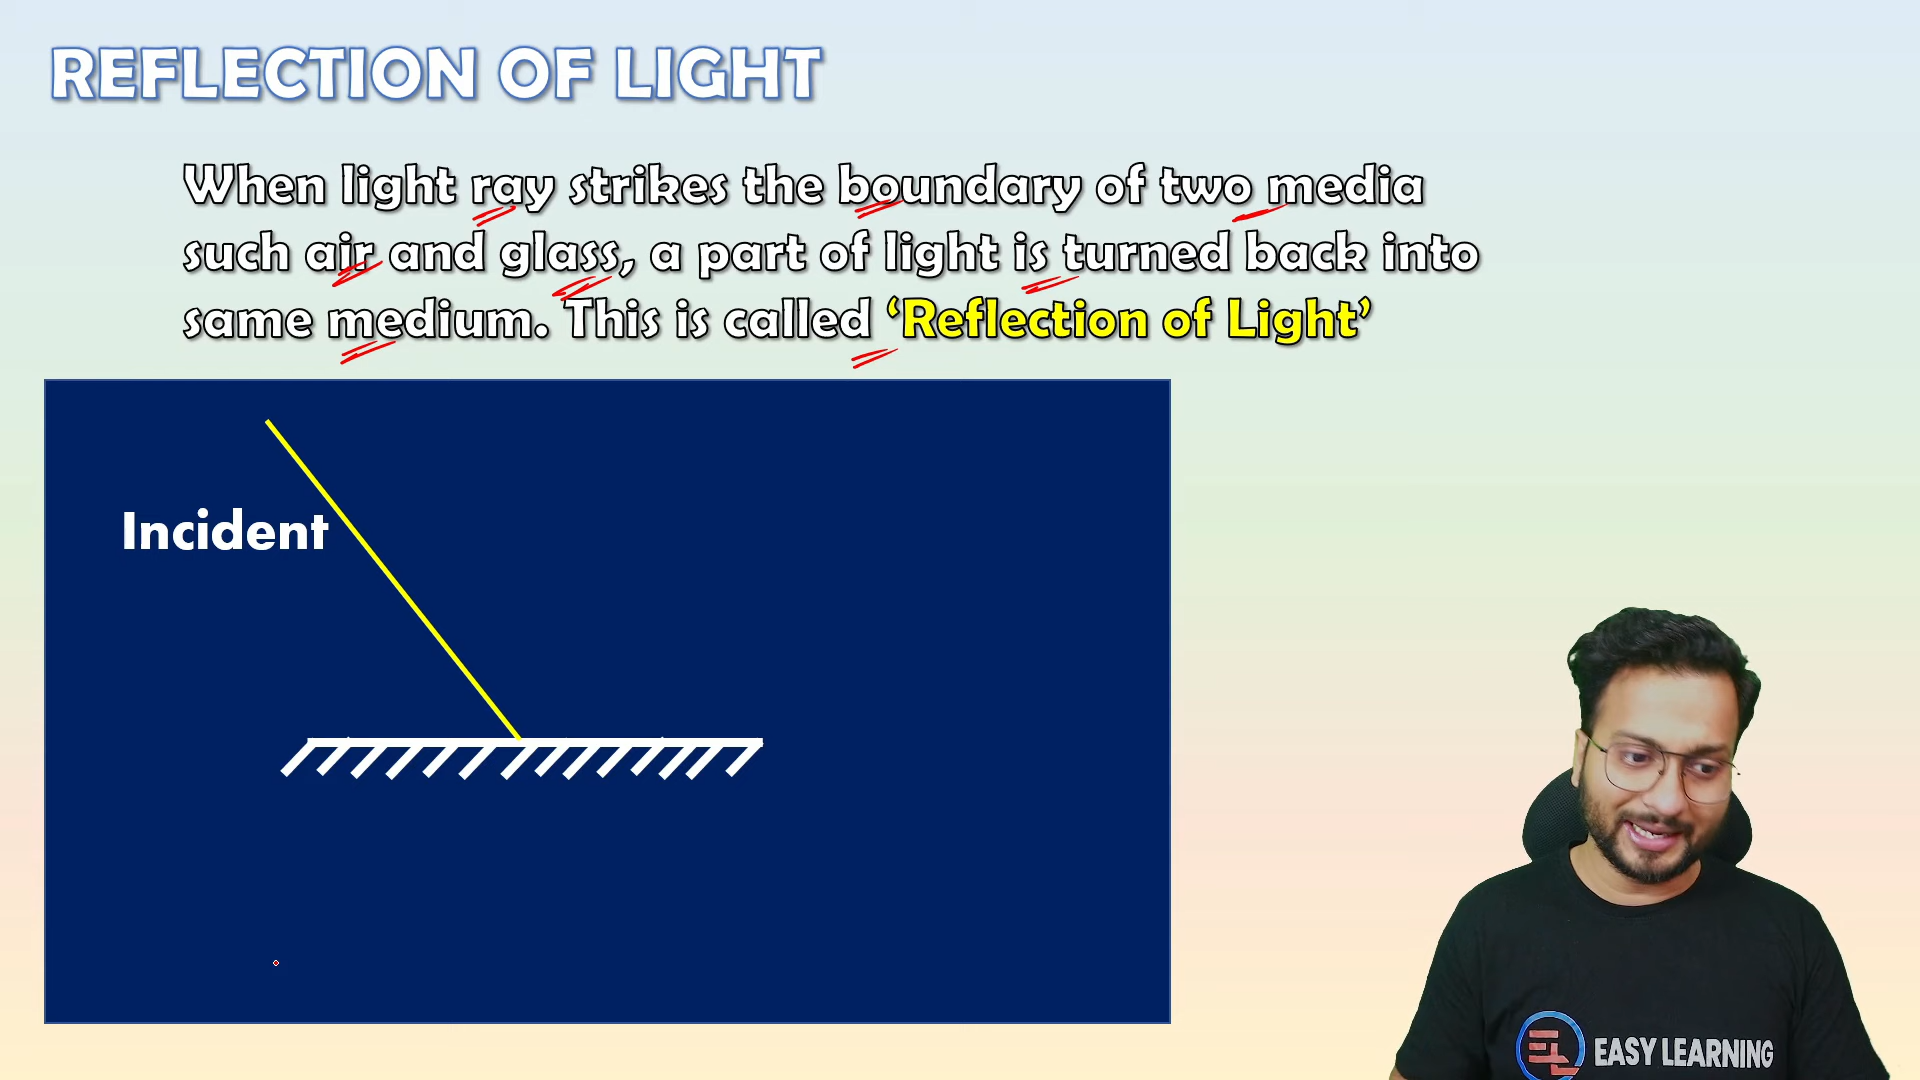 REFLECTION OF LIGHT
When light ray strikes the boundary of two media
such air and glass, a part of light is turned back into
same medium. This is called ‘Reflection of Light’
Incident
EL EASY LEARNING